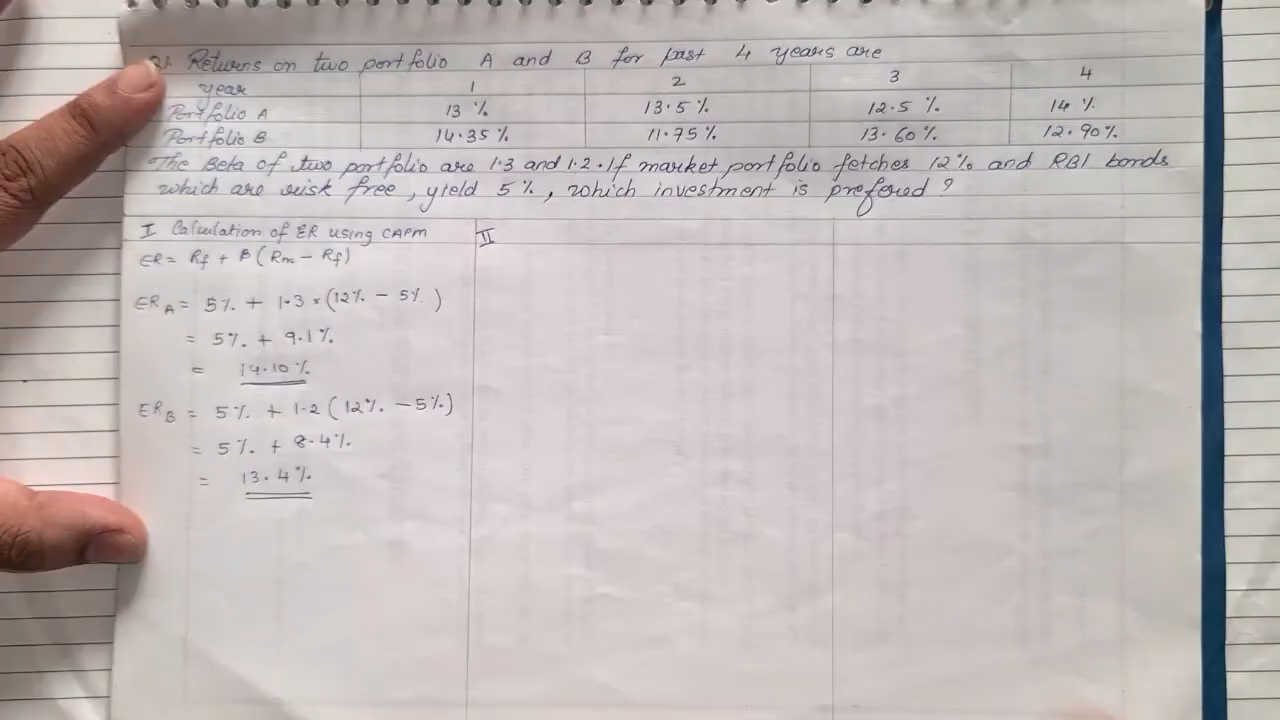 Q1. Returns on two portfolio A and B for past 4 years are
year 1 2 3 4
Portfolio A 13 % 13.5 % 12.5 % 14 %
Portfolio B 14.35 % 11.75 % 13.60 % 12.90 %
The Beta of two portfolio are 1.3 and 1.2. If market portfolio fetches 12 % and RBI bonds
which are risk free, yield 5 %, which investment is prefered ?
I Calculation of ER using CAPM
II
ER = Rf + B (Rm - Rf)
ER A = 5% + 1.3 × (12% - 5%)
= 5% + 9.1%
= 14.10 %
ER B = 5% + 1.2 (12% - 5%)
= 5% + 8.4%
= 13.4%